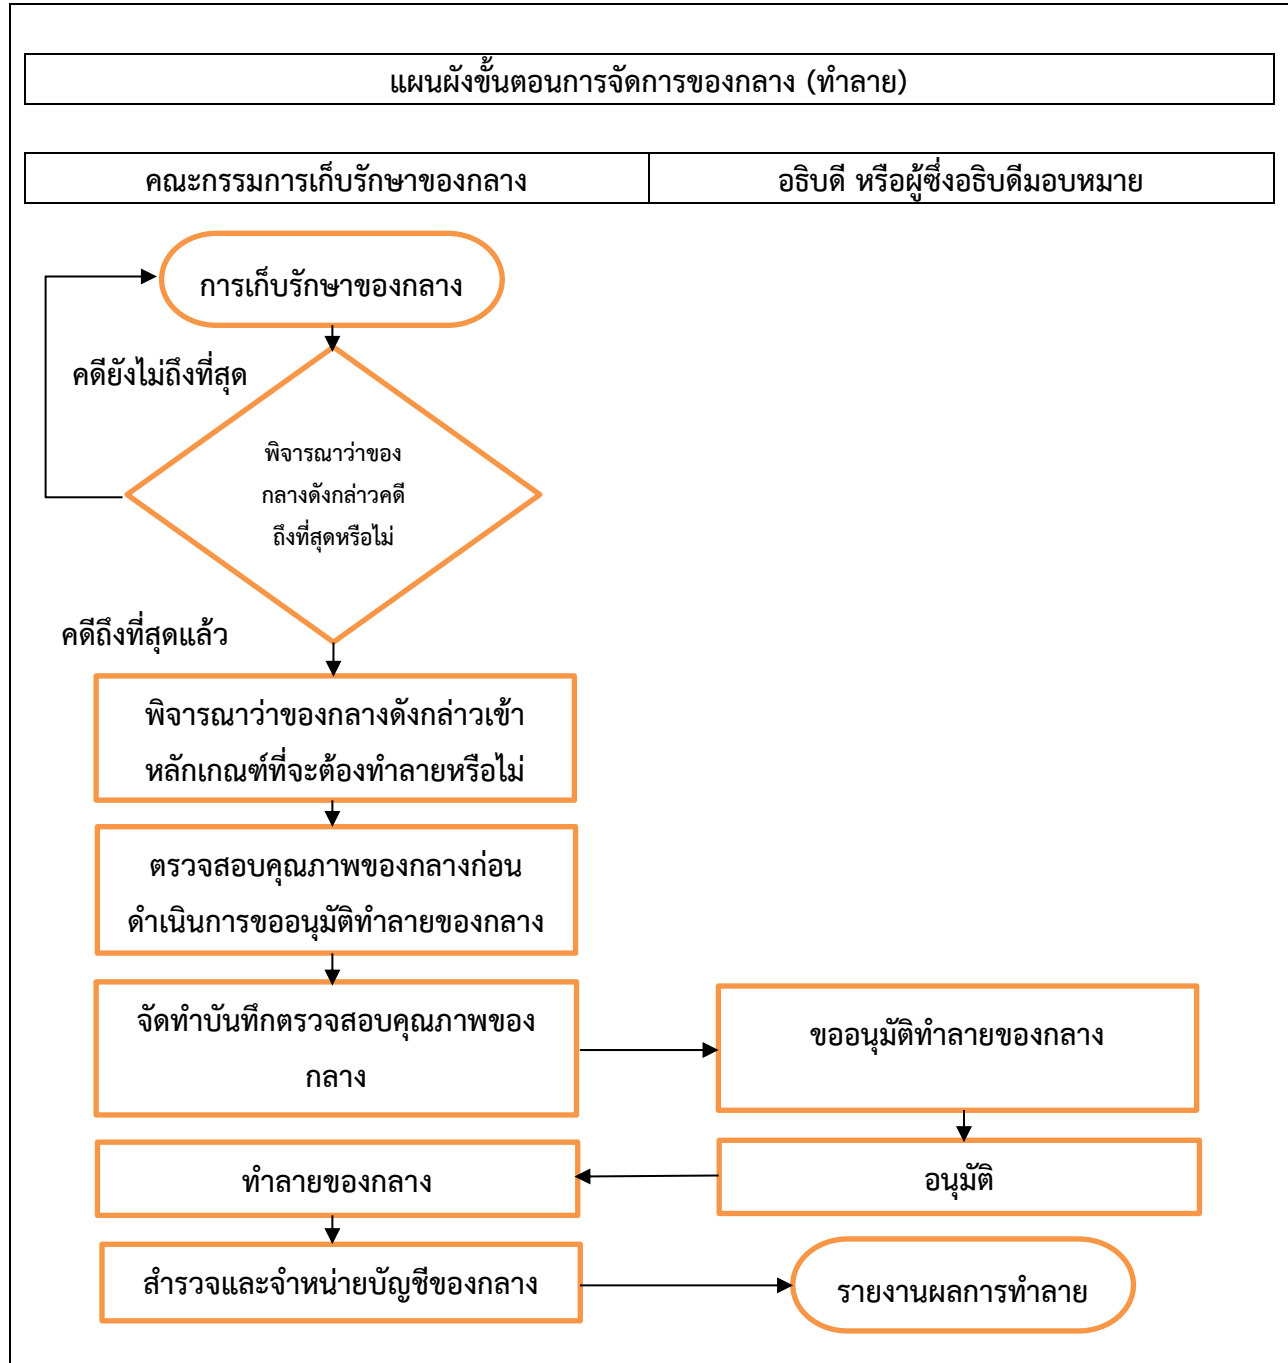 แผนผังขั้นตอนการจัดการของกลาง (ทำลาย)
คณะกรรมการเก็บรักษาของกลาง
อธิบดี หรือผู้ซึ่งอธิบดีมอบหมาย
การเก็บรักษาของกลาง
คดียังไม่ถึงที่สุด
พิจารณาว่าของ
กลางดังกล่าวคดี
ถึงที่สุดหรือไม่
คดีถึงที่สุดแล้ว
พิจารณาว่าของกลางดังกล่าวเข้า
หลักเกณฑ์ที่จะต้องทำลายหรือไม่
ตรวจสอบคุณภาพของกลางก่อน
ดำเนินการขออนุมัติทำลายของกลาง
จัดทำบันทึกตรวจสอบคุณภาพของ
กลาง
ขออนุมัติทำลายของกลาง
อนุมัติ
ทำลายของกลาง
สำรวจและจำหน่ายบัญชีของกลาง
รายงานผลการทำลาย